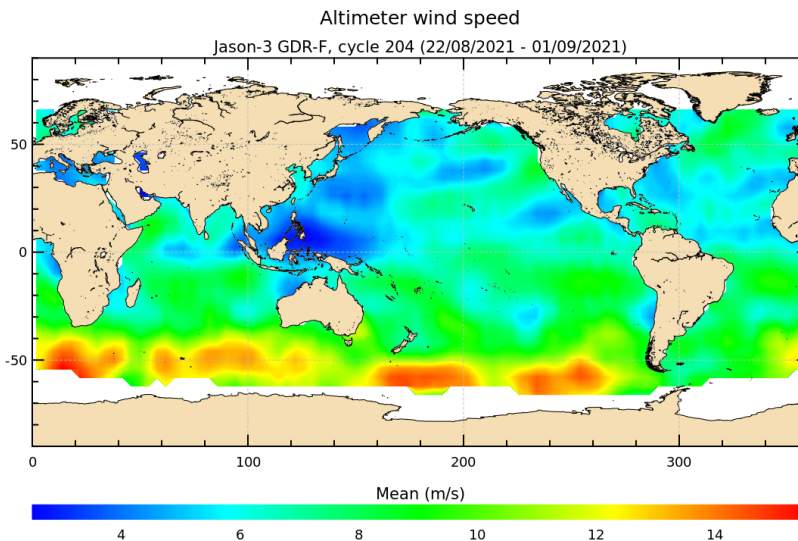 Altimeter wind speed
Jason-3 GDR-F, cycle 204 (22/08/2021 - 01/09/2021)
50
0
-50
0 100 200 300
Mean (m/s)
4 6 8 10 12 14